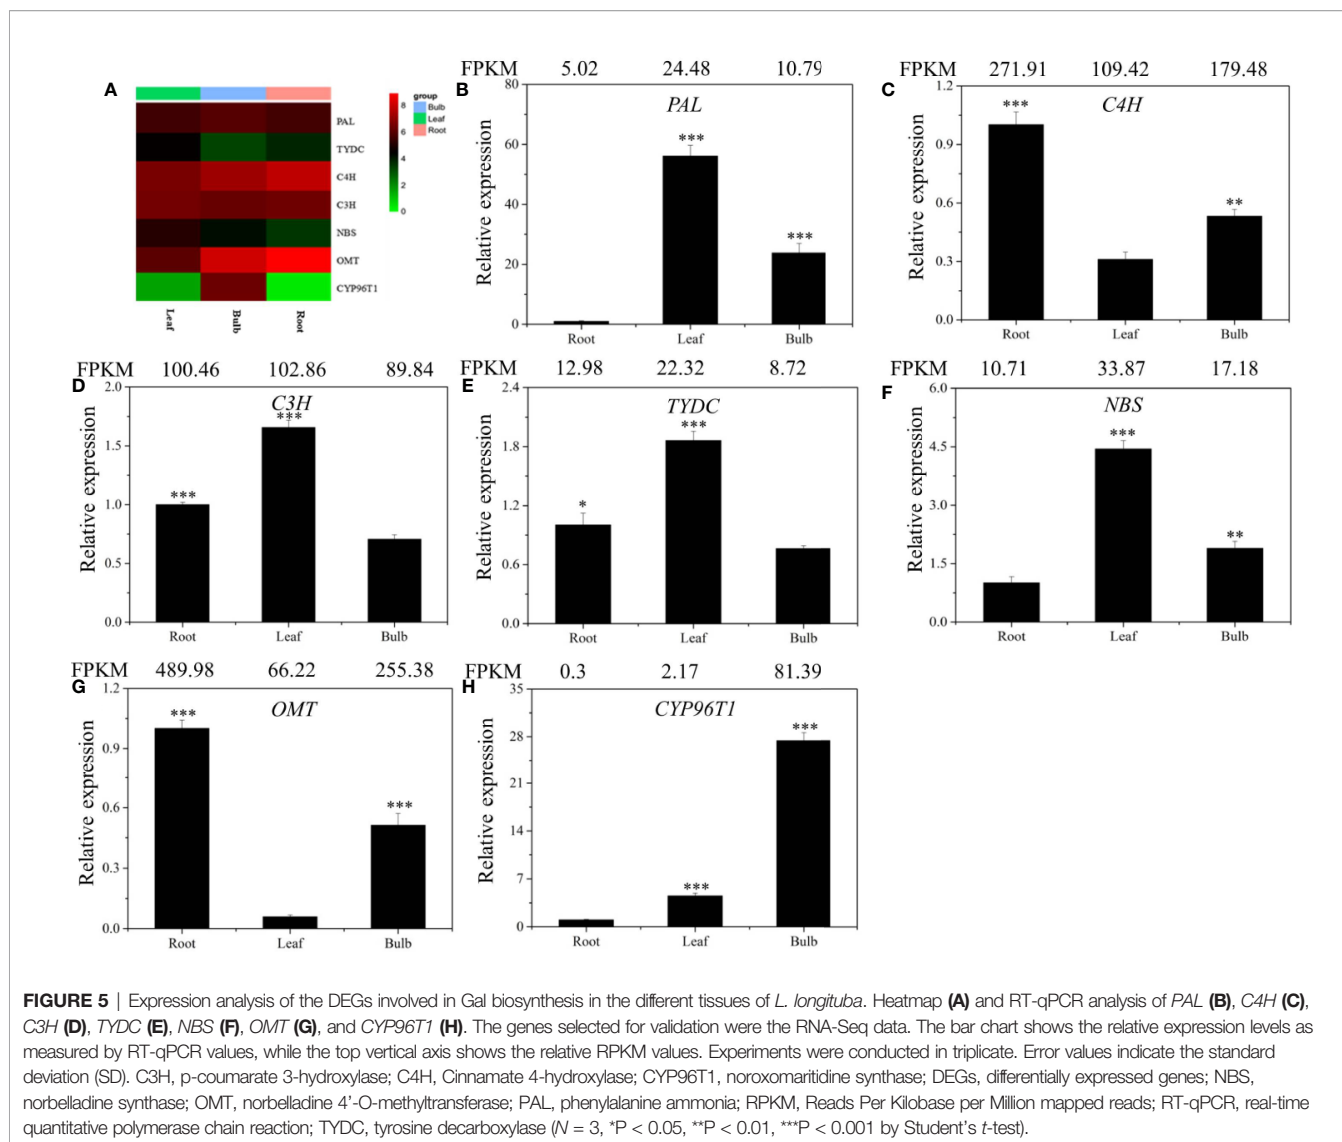 A
group
Bulb
Leaf
Root
8
6
4
2
0
PAL
TYDC
C4H
C3H
NBS
OMT
CYP96T1
Leaf
Bulb
Root
FPKM 5.02 24.48 10.79
B
PAL
Relative expression
80
60
40
20
0
***
***
Root Leaf Bulb
FPKM 271.91 109.42 179.48
C
C4H
Relative expression
1.2
0.9
0.6
0.3
0.0
***
**
Root Leaf Bulb
FPKM 100.46 102.86 89.84
D
C3H
Relative expression
2.0
1.5
1.0
0.5
0.0
***
***
Root Leaf Bulb
FPKM 12.98 22.32 8.72
E
TYDC
Relative expression
2.4
1.8
1.2
0.6
0.0
*
***
Root Leaf Bulb
FPKM 10.71 33.87 17.18
F
NBS
Relative expression
6.0
4.5
3.0
1.5
0.0
***
**
Root Leaf Bulb
FPKM 489.98 66.22 255.38
G
OMT
Relative expression
1.2
0.9
0.6
0.3
0.0
***
***
Root Leaf Bulb
FPKM 0.3 2.17 81.39
H
CYP96T1
Relative expression
35
28
21
14
7
0
***
***
Root Leaf Bulb
FIGURE 5 | Expression analysis of the DEGs involved in Gal biosynthesis in the different tissues of L. longituba. Heatmap (A) and RT-qPCR analysis of PAL (B), C4H (C),
C3H (D), TYDC (E), NBS (F), OMT (G), and CYP96T1 (H). The genes selected for validation were the RNA-Seq data. The bar chart shows the relative expression levels as
measured by RT-qPCR values, while the top vertical axis shows the relative RPKM values. Experiments were conducted in triplicate. Error values indicate the standard
deviation (SD). C3H, p-coumarate 3-hydroxylase; C4H, Cinnamate 4-hydroxylase; CYP96T1, noroxomaritidine synthase; DEGs, differentially expressed genes; NBS,
norbelladine synthase; OMT, norbelladine 4’-O-methyltransferase; PAL, phenylalanine ammonia; RPKM, Reads Per Kilobase per Million mapped reads; RT-qPCR, real-time
quantitative polymerase chain reaction; TYDC, tyrosine decarboxylase (N = 3, *P < 0.05, **P < 0.01, ***P < 0.001 by Student’s t-test).